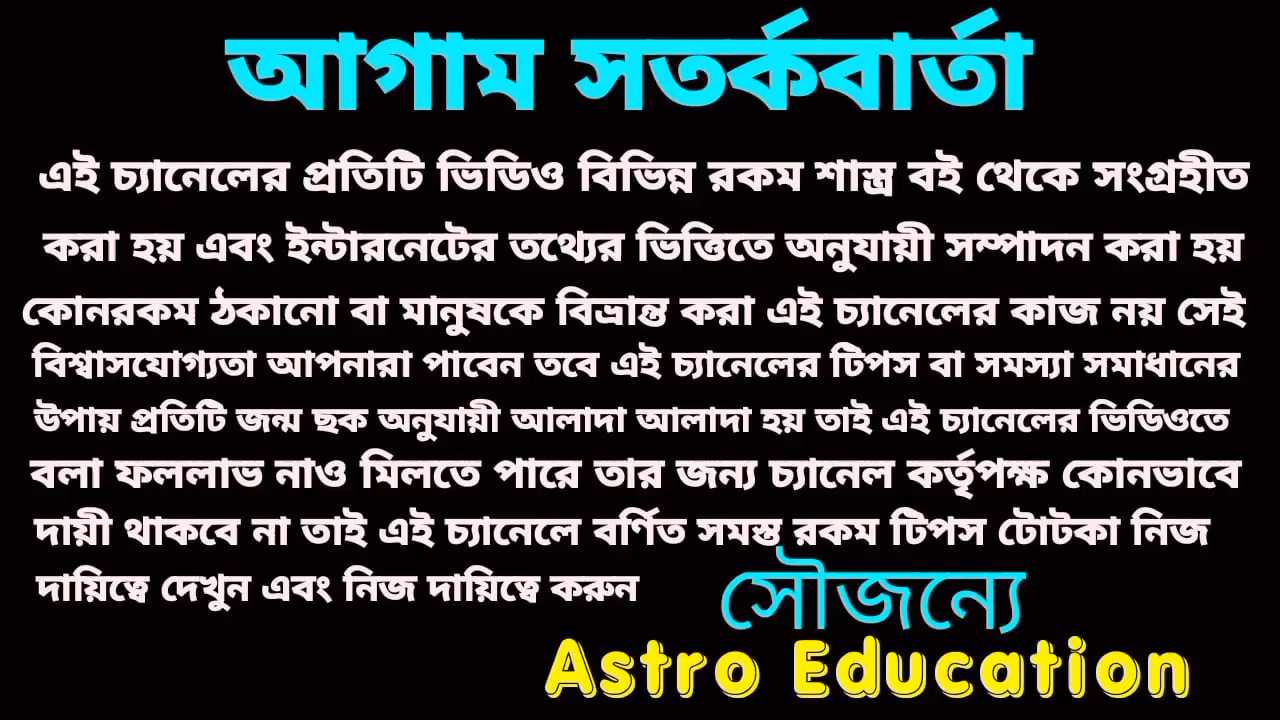 আগাম সতর্কবার্তা
এই চ্যানেলের প্রতিটি ভিডিও বিভিন্ন রকম শাস্ত্র বই থেকে সংগ্রহীত
করা হয় এবং ইন্টারনেটের তথ্যের ভিত্তিতে অনুযায়ী সম্পাদন করা হয়
কোনরকম ঠকানো বা মানুষকে বিভ্রান্ত করা এই চ্যানেলের কাজ নয় সেই
বিশ্বাসযোগ্যতা আপনারা পাবেন তবে এই চ্যানেলের টিপস বা সমস্যা সমাধানের
উপায় প্রতিটি জন্ম ছক অনুযায়ী আলাদা আলাদা হয় তাই এই চ্যানেলের ভিডিওতে
বলা ফললাভ নাও মিলতে পারে তার জন্য চ্যানেল কর্তৃপক্ষ কোনভাবে
দায়ী থাকবে না তাই এই চ্যানেলে বর্ণিত সমস্ত রকম টিপস টোটকা নিজ
দায়িত্বে দেখুন এবং নিজ দায়িত্বে করুন
সৌজন্যে
Astro Education